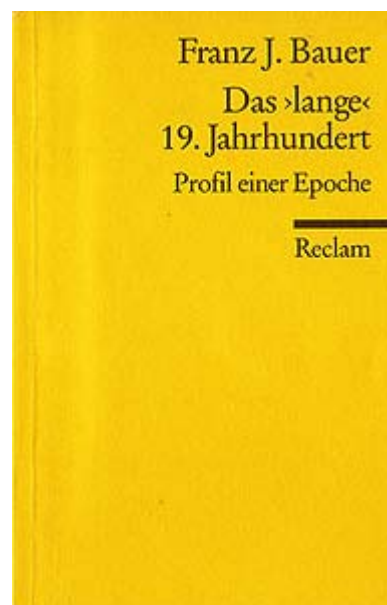 Franz J. Bauer
Das ›lange‹
19. Jahrhundert
Profil einer Epoche
Reclam